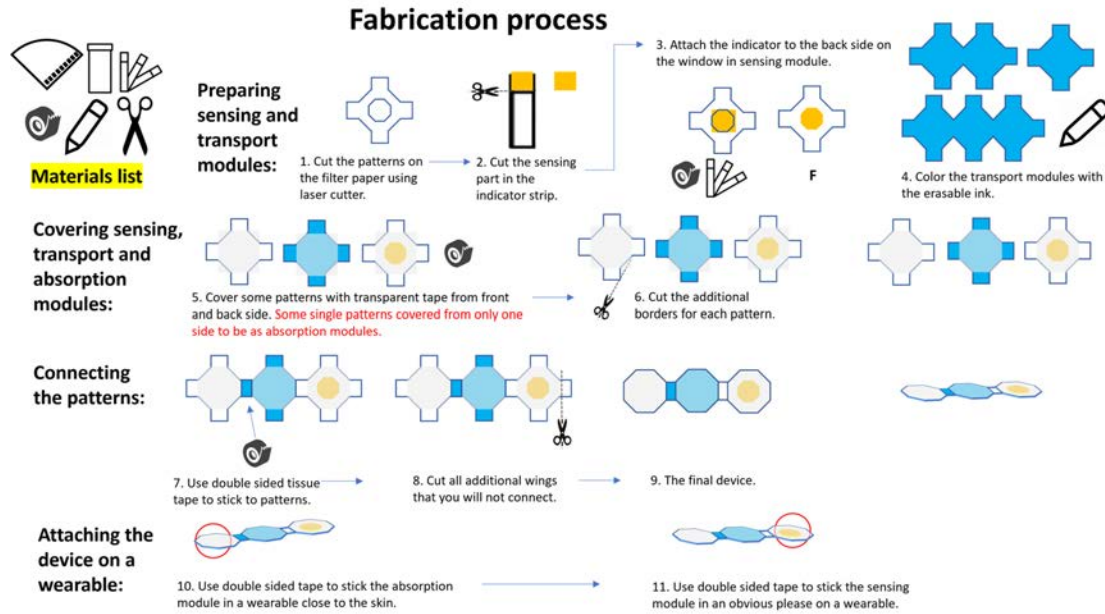 Fabrication process
Materials list
Preparing
sensing and
transport
modules:
1. Cut the patterns on
the filter paper using
laser cutter.
2. Cut the sensing
part in the
indicator strip.
3. Attach the indicator to the back side on
the window in sensing module.
F
4. Color the transport modules with
the erasable ink.
Covering sensing,
transport and
absorption
modules:
5. Cover some patterns with transparent tape from front
and back side. Some single patterns covered from only one
side to be as absorption modules.
6. Cut the additional
borders for each pattern.
Connecting
the patterns:
7. Use double sided tissue
tape to stick to patterns.
8. Cut all additional wings
that you will not connect.
9. The final device.
Attaching the
device on a
wearable:
10. Use double sided tape to stick the absorption
module in a wearable close to the skin.
11. Use double sided tape to stick the sensing
module in an obvious please on a wearable.